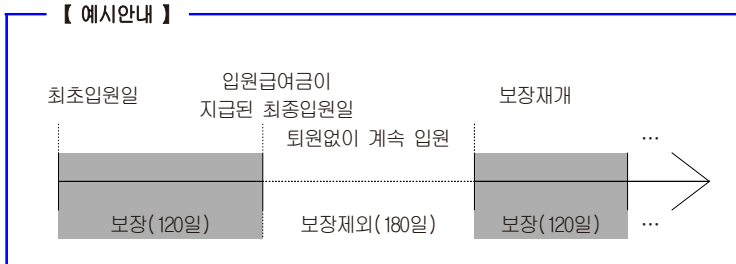 【 예시안내 】
최초입원일
입원급여금이
지급된 최종입원일
보장재개
퇴원없이 계속 입원
…
보장(120일)
보장제외(180일)
보장(120일)
…